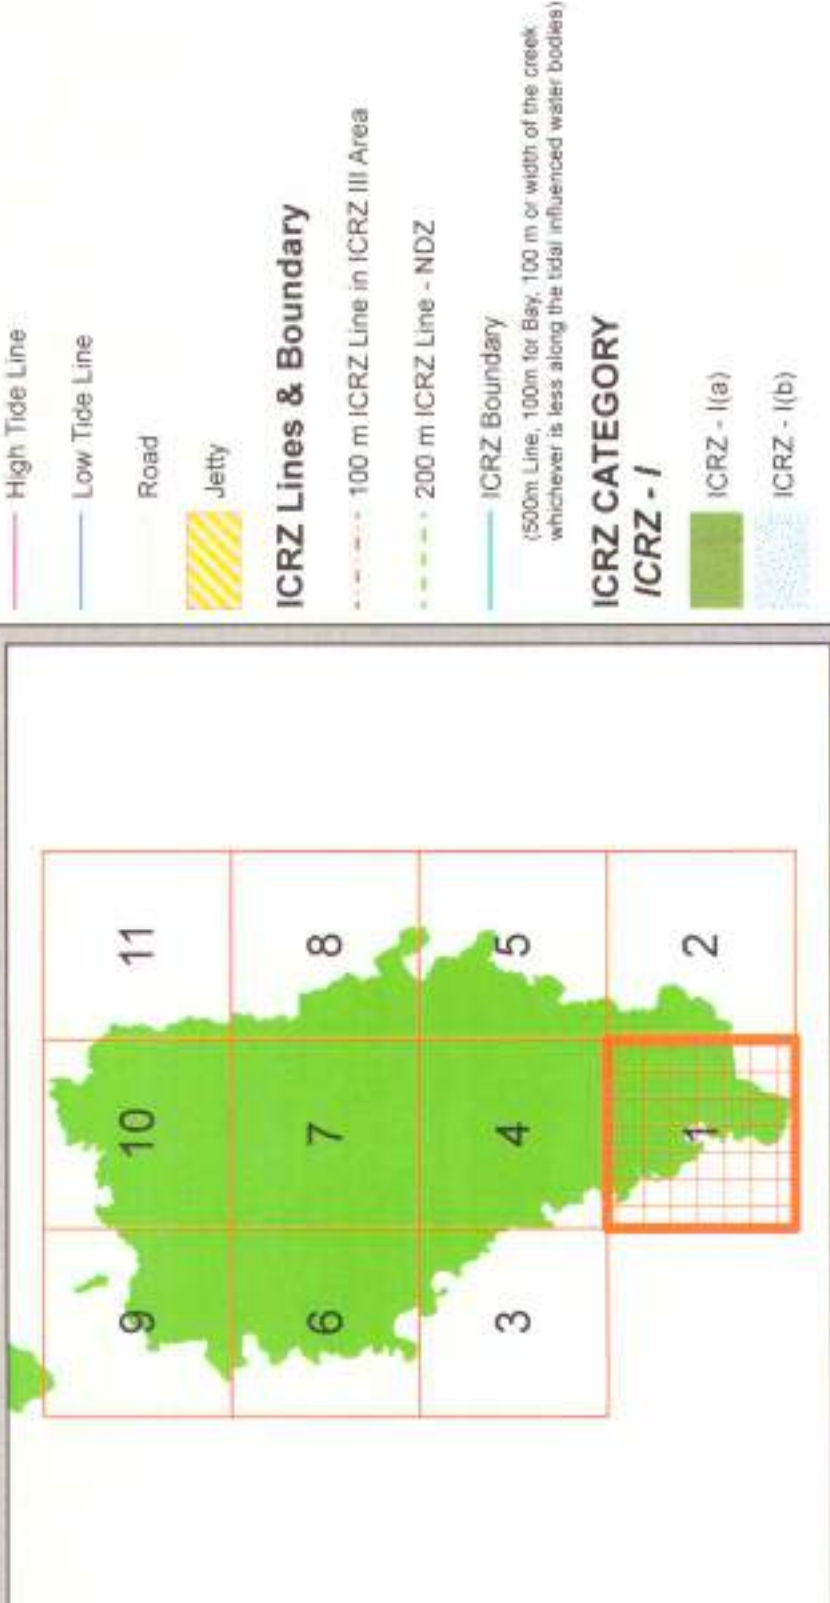 High Tide Line
Low Tide Line
Road
Jetty
ICRZ Lines & Boundary
100 m ICRZ Line in ICRZ III Area
200 m ICRZ Line - NDZ
ICRZ Boundary
(500m Line, 100m for Bay, 100 m or width of the creek
whichever is less along the tidal influenced water bodies)
ICRZ CATEGORY
ICRZ - I
ICRZ - I(a)
ICRZ - I(b)
9
10
11
6
7
8
3
4
5
1
2